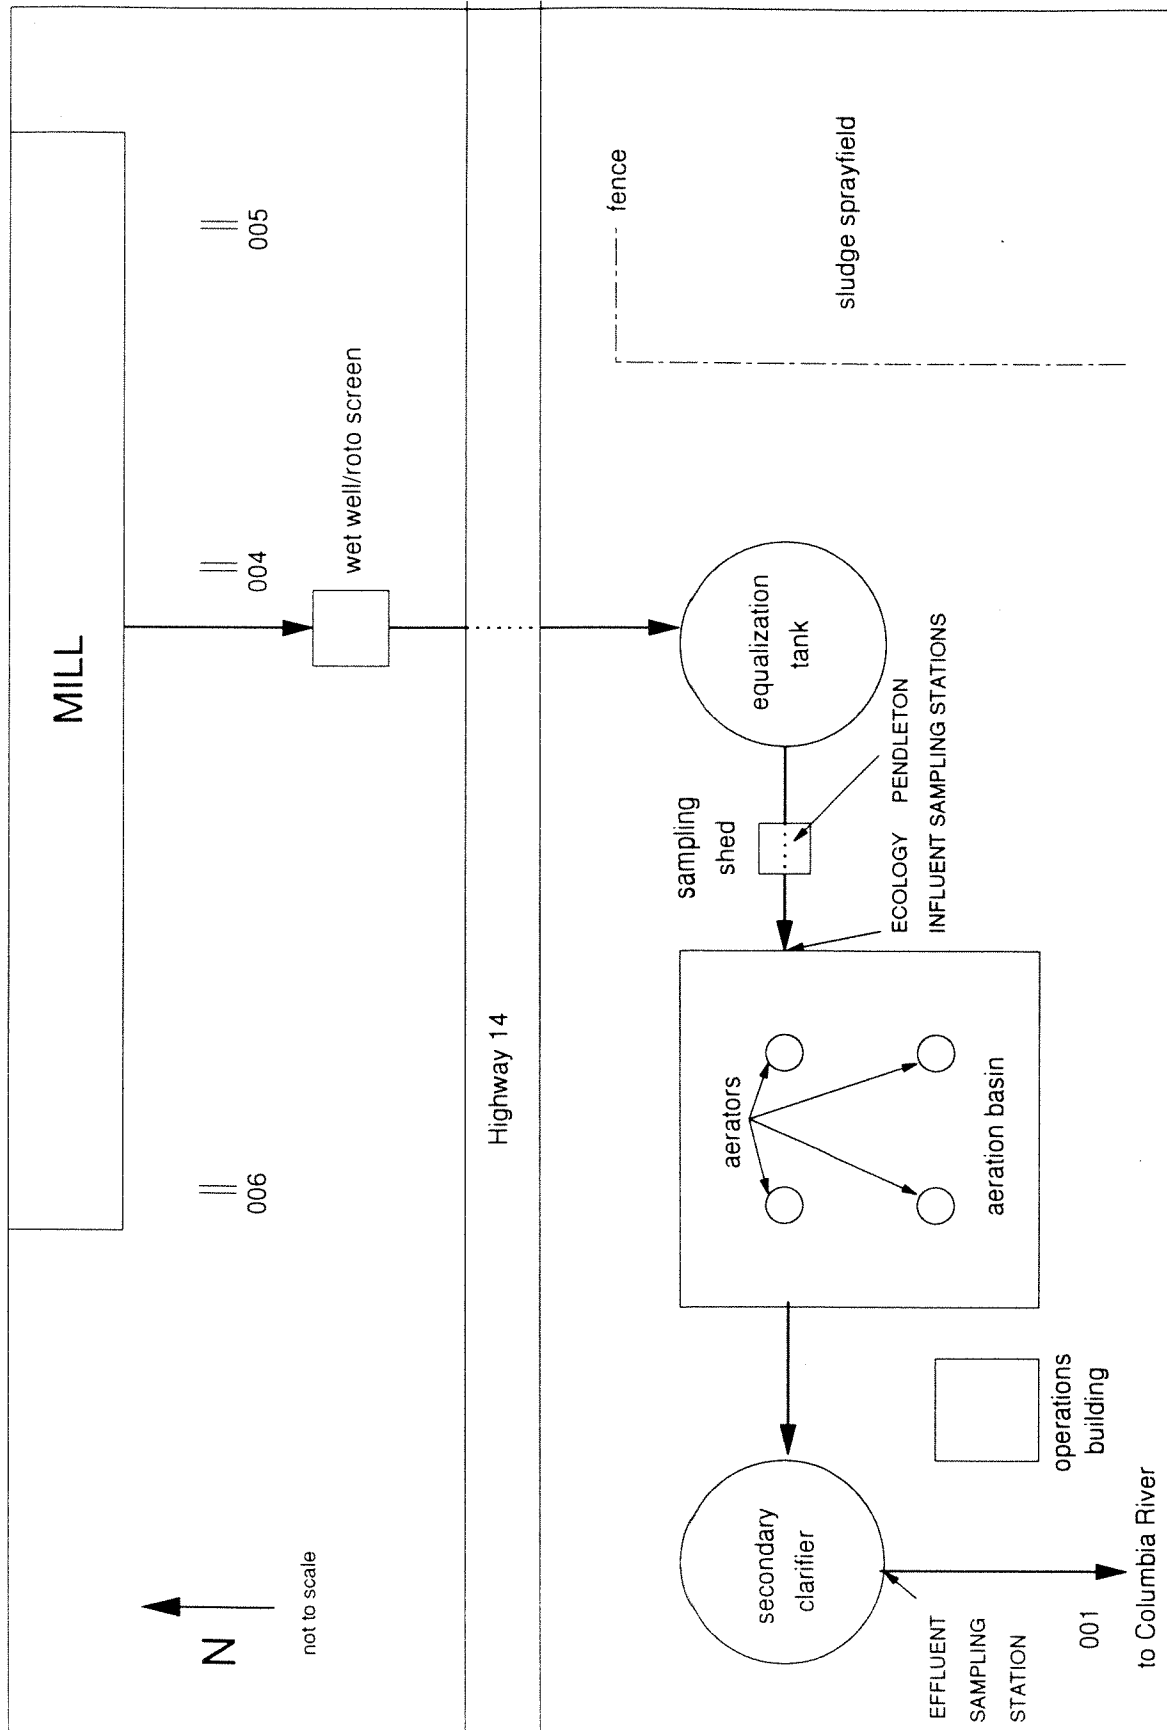 MILL
005
004
006
wet well/roto screen
Highway 14
N
not to scale
fence
sludge sprayfield
equalization
tank
sampling
shed
ECOLOGY PENDLETON
INFLUENT SAMPLING STATIONS
aerators
aeration basin
secondary
clarifier
operations
building
EFFLUENT
SAMPLING
STATION
001
to Columbia River